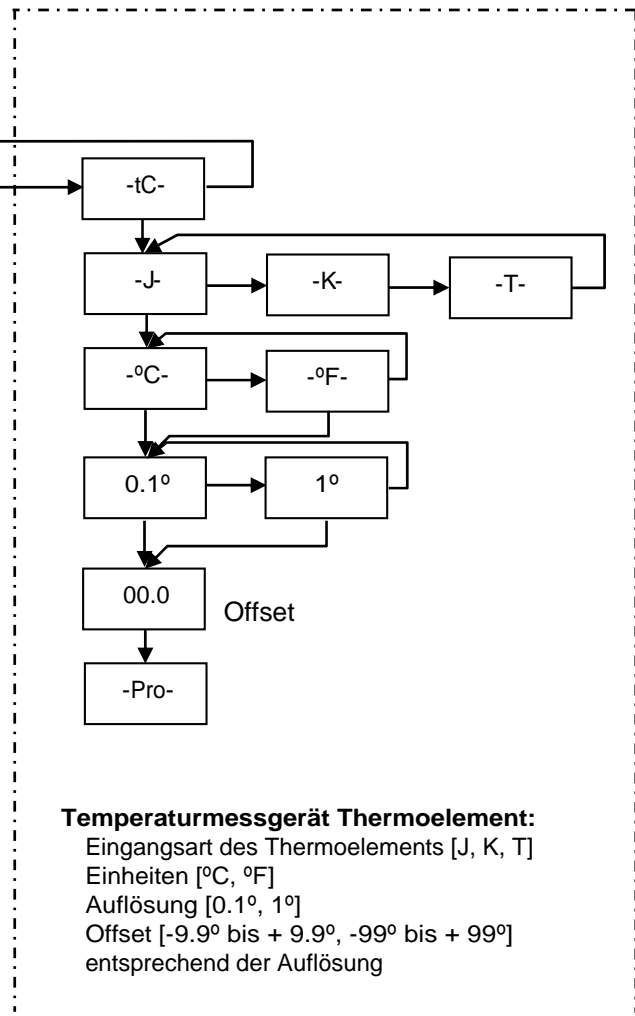 -tC-
-J-
-K-
-T-
-ºC-
-ºF-
0.1º
1º
00.0
Offset
-Pro-
Temperaturmessgerät Thermoelement:
Eingangsart des Thermoelements [J, K, T]
Einheiten [ºC, ºF]
Auflösung [0.1º, 1º]
Offset [-9.9º bis + 9.9º, -99º bis + 99º]
entsprechend der Auflösung